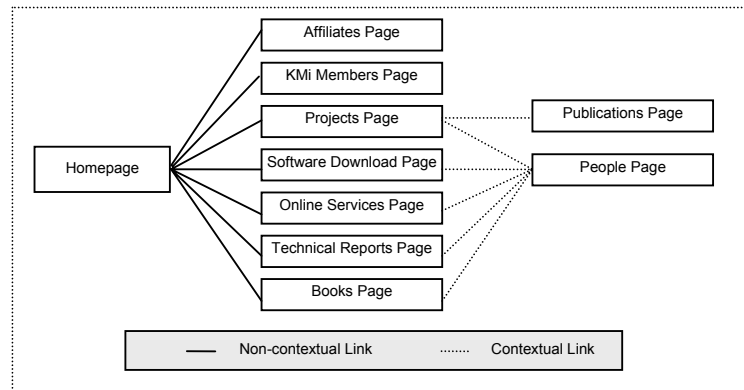 Affiliates Page
KMi Members Page
Projects Page
Publications Page
Homepage
Software Download Page
People Page
Online Services Page
Technical Reports Page
Books Page
Non-contextual Link
Contextual Link